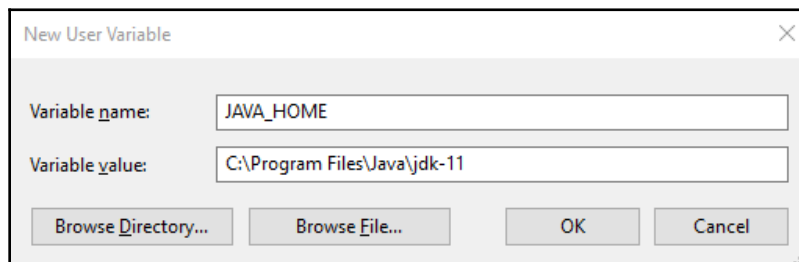 New User Variable
Variable name: JAVA_HOME
Variable value: C:\Program Files\Java\jdk-11
Browse Directory... Browse File... OK Cancel